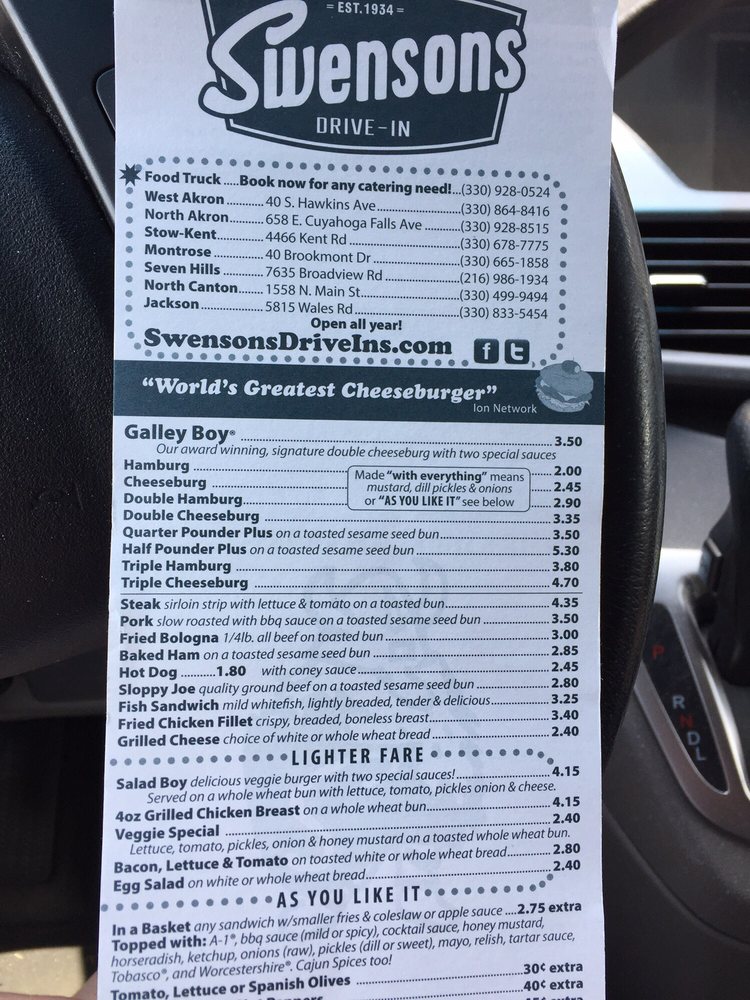 = EST. 1934 =
Swensons
DRIVE-IN
Food Truck....Book now for any catering need!...(330) 928-0524
West Akron..........40 S. Hawkins Ave..................(330) 864-8416
North Akron.........658 E. Cuyahoga Falls Ave........(330) 928-8515
Stow-Kent...........4466 Kent Rd.......................(330) 678-7775
Montrose............40 Brookmont Dr..................(330) 665-1858
Seven Hills..........7635 Broadview Rd................(216) 986-1934
North Canton.......1558 N. Main St....................(330) 499-9494
Jackson..............5815 Wales Rd.....................(330) 833-5454
Open all year!
SwensonsDriveIns.com f t
"World's Greatest Cheeseburger"
Ion Network
Galley Boy® ........ 3.50
Our award winning, signature double cheeseburg with two special sauces
Hamburg ........ 2.00
Cheeseburg ........ 2.45
Double Hamburg ........ 2.90
Made "with everything" means
mustard, dill pickles & onions
or "AS YOU LIKE IT" see below
Double Cheeseburg ........ 3.35
Quarter Pounder Plus on a toasted sesame seed bun........ 3.50
Half Pounder Plus on a toasted sesame seed bun ........ 5.30
Triple Hamburg ........ 3.80
Triple Cheeseburg ........ 4.70
Steak sirloin strip with lettuce & tomato on a toasted bun........ 4.35
Pork slow roasted with bbq sauce on a toasted sesame seed bun ........ 3.50
Fried Bologna 1/4lb. all beef on toasted bun ........ 3.00
Baked Ham on a toasted sesame seed bun ........ 2.85
Hot Dog ..........1.80 with coney sauce........ 2.45
Sloppy Joe quality ground beef on a toasted sesame seed bun ........ 2.80
Fish Sandwich mild whitefish, lightly breaded, tender & delicious........ 3.25
Fried Chicken Fillet crispy, breaded, boneless breast........ 3.40
Grilled Cheese choice of white or whole wheat bread ........ 2.40
LIGHTER FARE
Salad Boy delicious veggie burger with two special sauces!........ 4.15
Served on a whole wheat bun with lettuce, tomato, pickles onion & cheese.
4oz Grilled Chicken Breast on a whole wheat bun........ 4.15
Veggie Special ........ 2.40
Lettuce, tomato, pickles, onion & honey mustard on a toasted whole wheat bun.
Bacon, Lettuce & Tomato on toasted white or whole wheat bread........ 2.80
Egg Salad on white or whole wheat bread........ 2.40
AS YOU LIKE IT
In a Basket any sandwich w/smaller fries & coleslaw or apple sauce ....2.75 extra
Topped with: A-1®, bbq sauce (mild or spicy), cocktail sauce, honey mustard,
horseradish, ketchup, onions (raw), pickles (dill or sweet), mayo, relish, tartar sauce,
Tobasco®, and Worcestershire®. Cajun Spices too! 
30¢ extra
Tomato, Lettuce or Spanish Olives ........ 40¢ extra
P
R
N
D
L